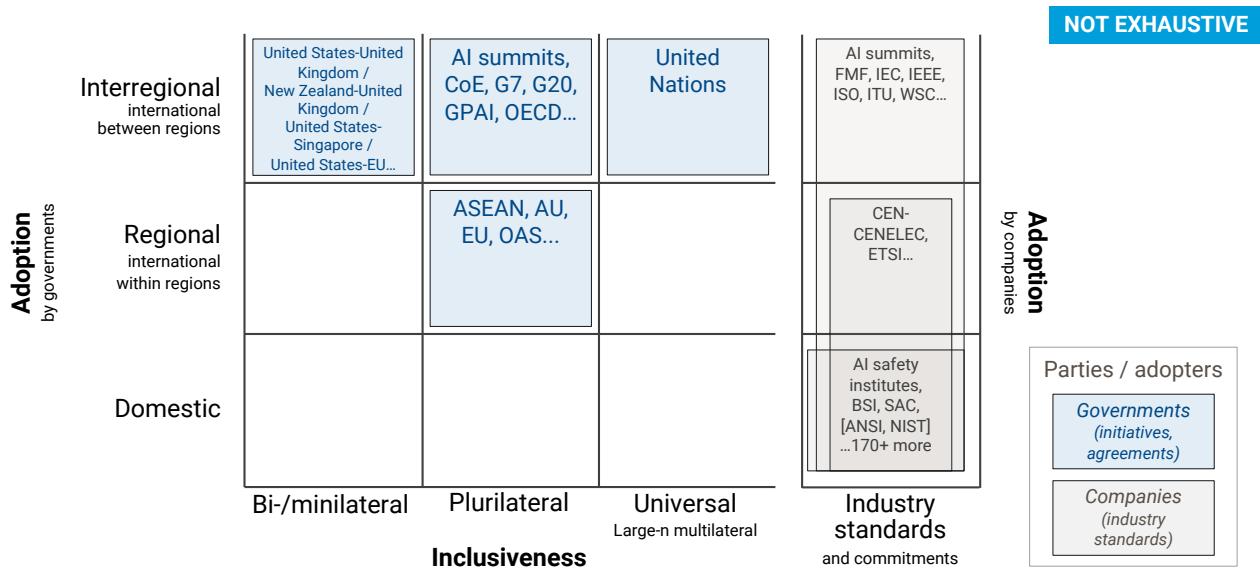 NOT EXHAUSTIVE
Interregional
international
between regions
United States-United
Kingdom /
New Zealand-United
Kingdom /
United States-
Singapore /
United States-EU…
AI summits,
CoE, G7, G20,
GPAI, OECD…
United
Nations
AI summits,
FMF, IEC, IEEE,
ISO, ITU, WSC…
Adoption
by governments
Regional
international
within regions
ASEAN, AU,
EU, OAS...
CEN-
CENELEC,
ETSI…
Adoption
by companies
Domestic
AI safety
institutes,
BSI, SAC,
[ANSI, NIST]
…170+ more
Parties / adopters
Governments
(initiatives,
agreements)
Companies
(industry
standards)
Bi-/minilateral
Plurilateral
Universal
Large-n multilateral
Industry
standards
and commitments
Inclusiveness